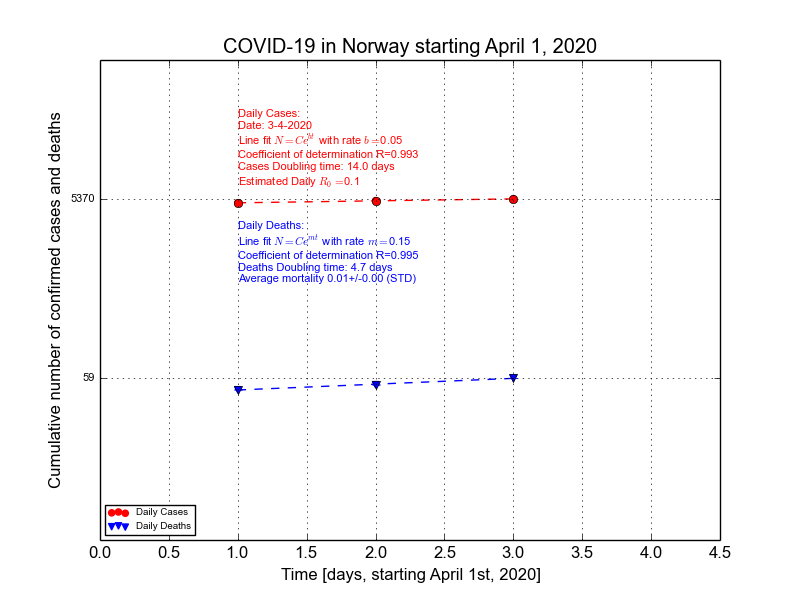 COVID-19 in Norway starting April 1, 2020
Cumulative number of confirmed cases and deaths
5370
59
Daily Cases:
Date: 3-4-2020
Line fit N=Ce^{bt} with rate b=0.05
Coefficient of determination R=0.993
Cases Doubling time: 14.0 days
Estimated Daily R_0=0.1
Daily Deaths:
Line fit N=Ce^{mt} with rate m=0.15
Coefficient of determination R=0.995
Deaths Doubling time: 4.7 days
Average mortality 0.01+/-0.00 (STD)
Daily Cases
Daily Deaths
0.0 0.5 1.0 1.5 2.0 2.5 3.0 3.5 4.0 4.5
Time [days, starting April 1st, 2020]